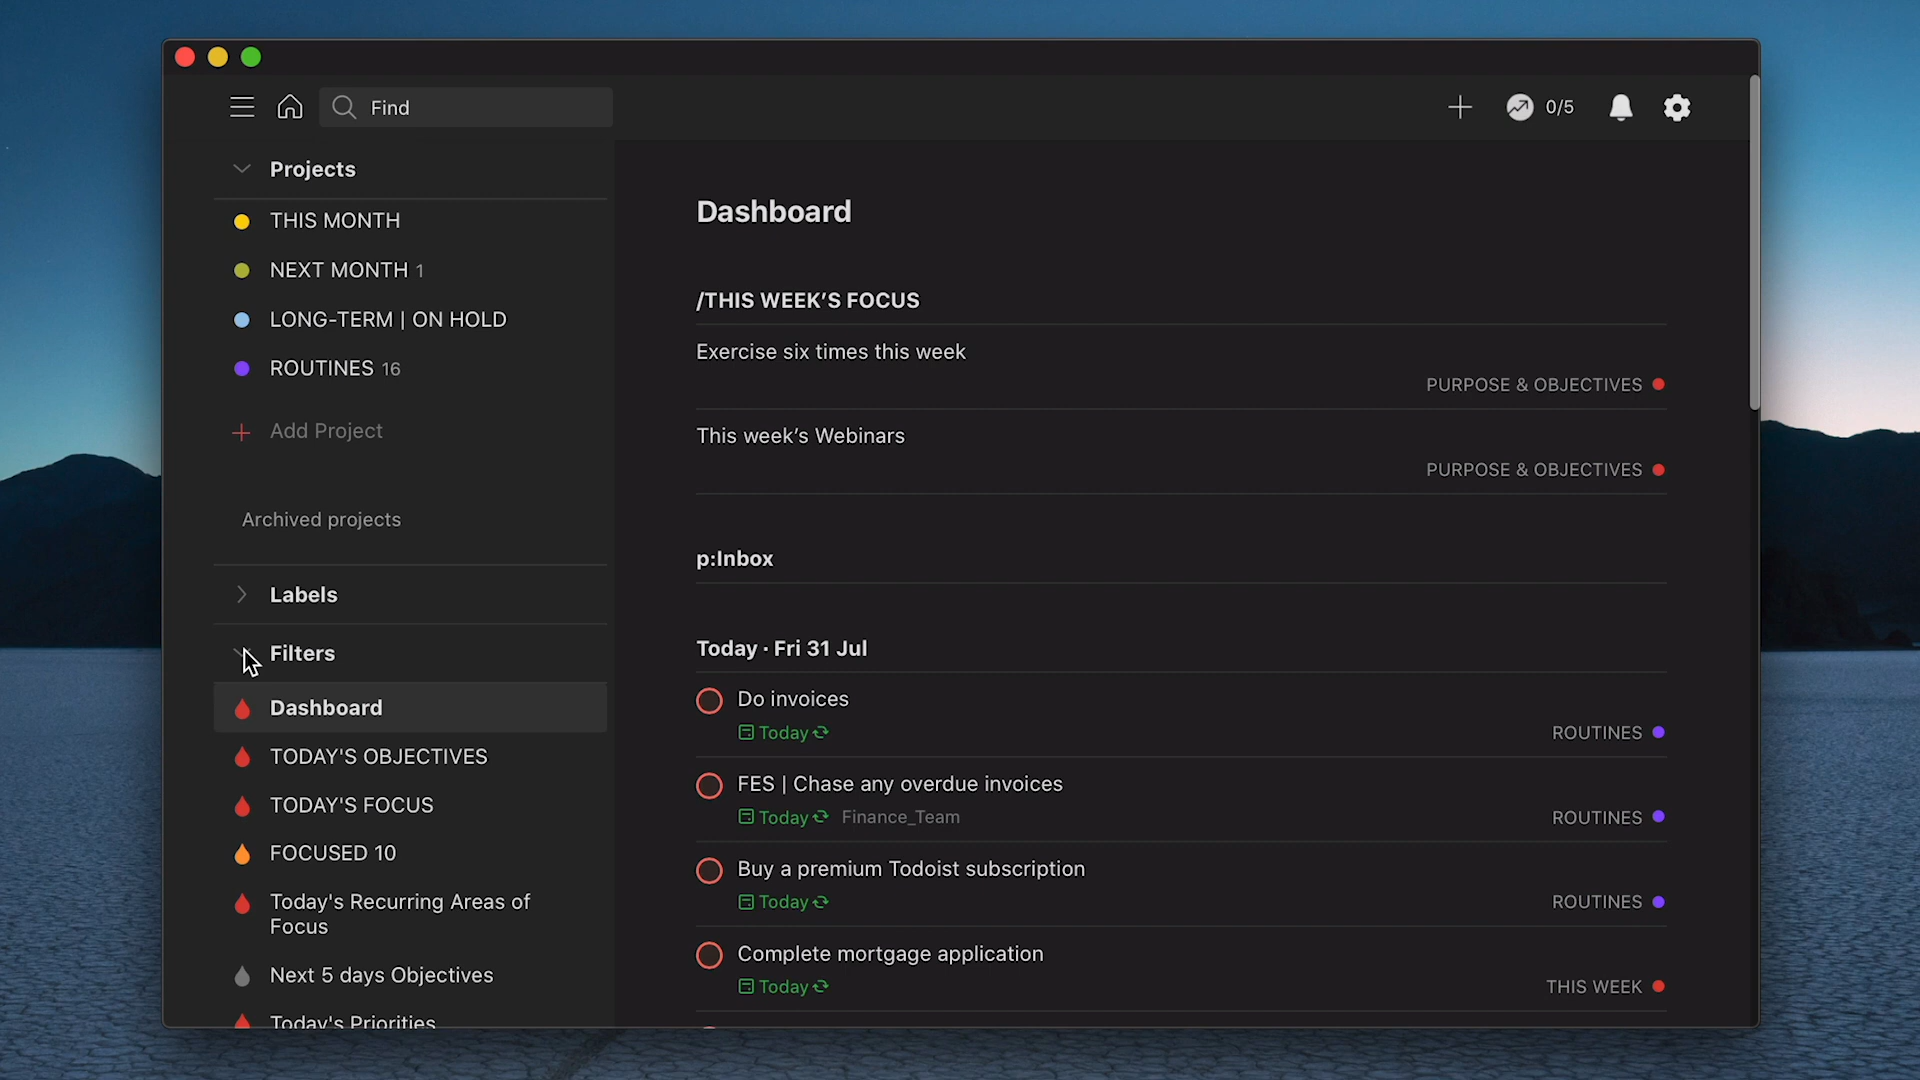 Find
0/5
Projects
THIS MONTH
NEXT MONTH 1
LONG-TERM | ON HOLD
ROUTINES 16
Add Project
Archived projects
Labels
Filters
Dashboard
TODAY'S OBJECTIVES
TODAY'S FOCUS
FOCUSED 10
Today's Recurring Areas of
Focus
Next 5 days Objectives
Today's Priorities
Dashboard
/THIS WEEK’S FOCUS
Exercise six times this week
PURPOSE & OBJECTIVES
This week’s Webinars
PURPOSE & OBJECTIVES
p:Inbox
Today · Fri 31 Jul
Do invoices
Today
ROUTINES
FES | Chase any overdue invoices
Today Finance_Team
ROUTINES
Buy a premium Todoist subscription
Today
ROUTINES
Complete mortgage application
Today
THIS WEEK